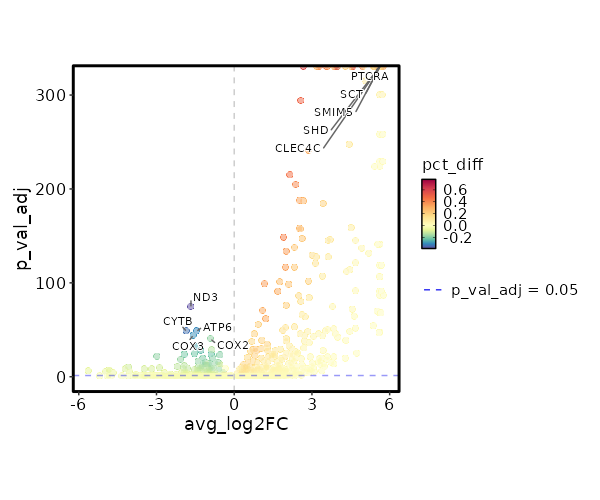 PTCRA
SCT
SMIM5
SHD
CLEC4C
ND3
CYTB
ATP6
COX3
COX2
300
200
100
0
p_val_adj
-6
-3
0
3
6
avg_log2FC
pct_diff
0.6
0.4
0.2
0.0
-0.2
p_val_adj = 0.05